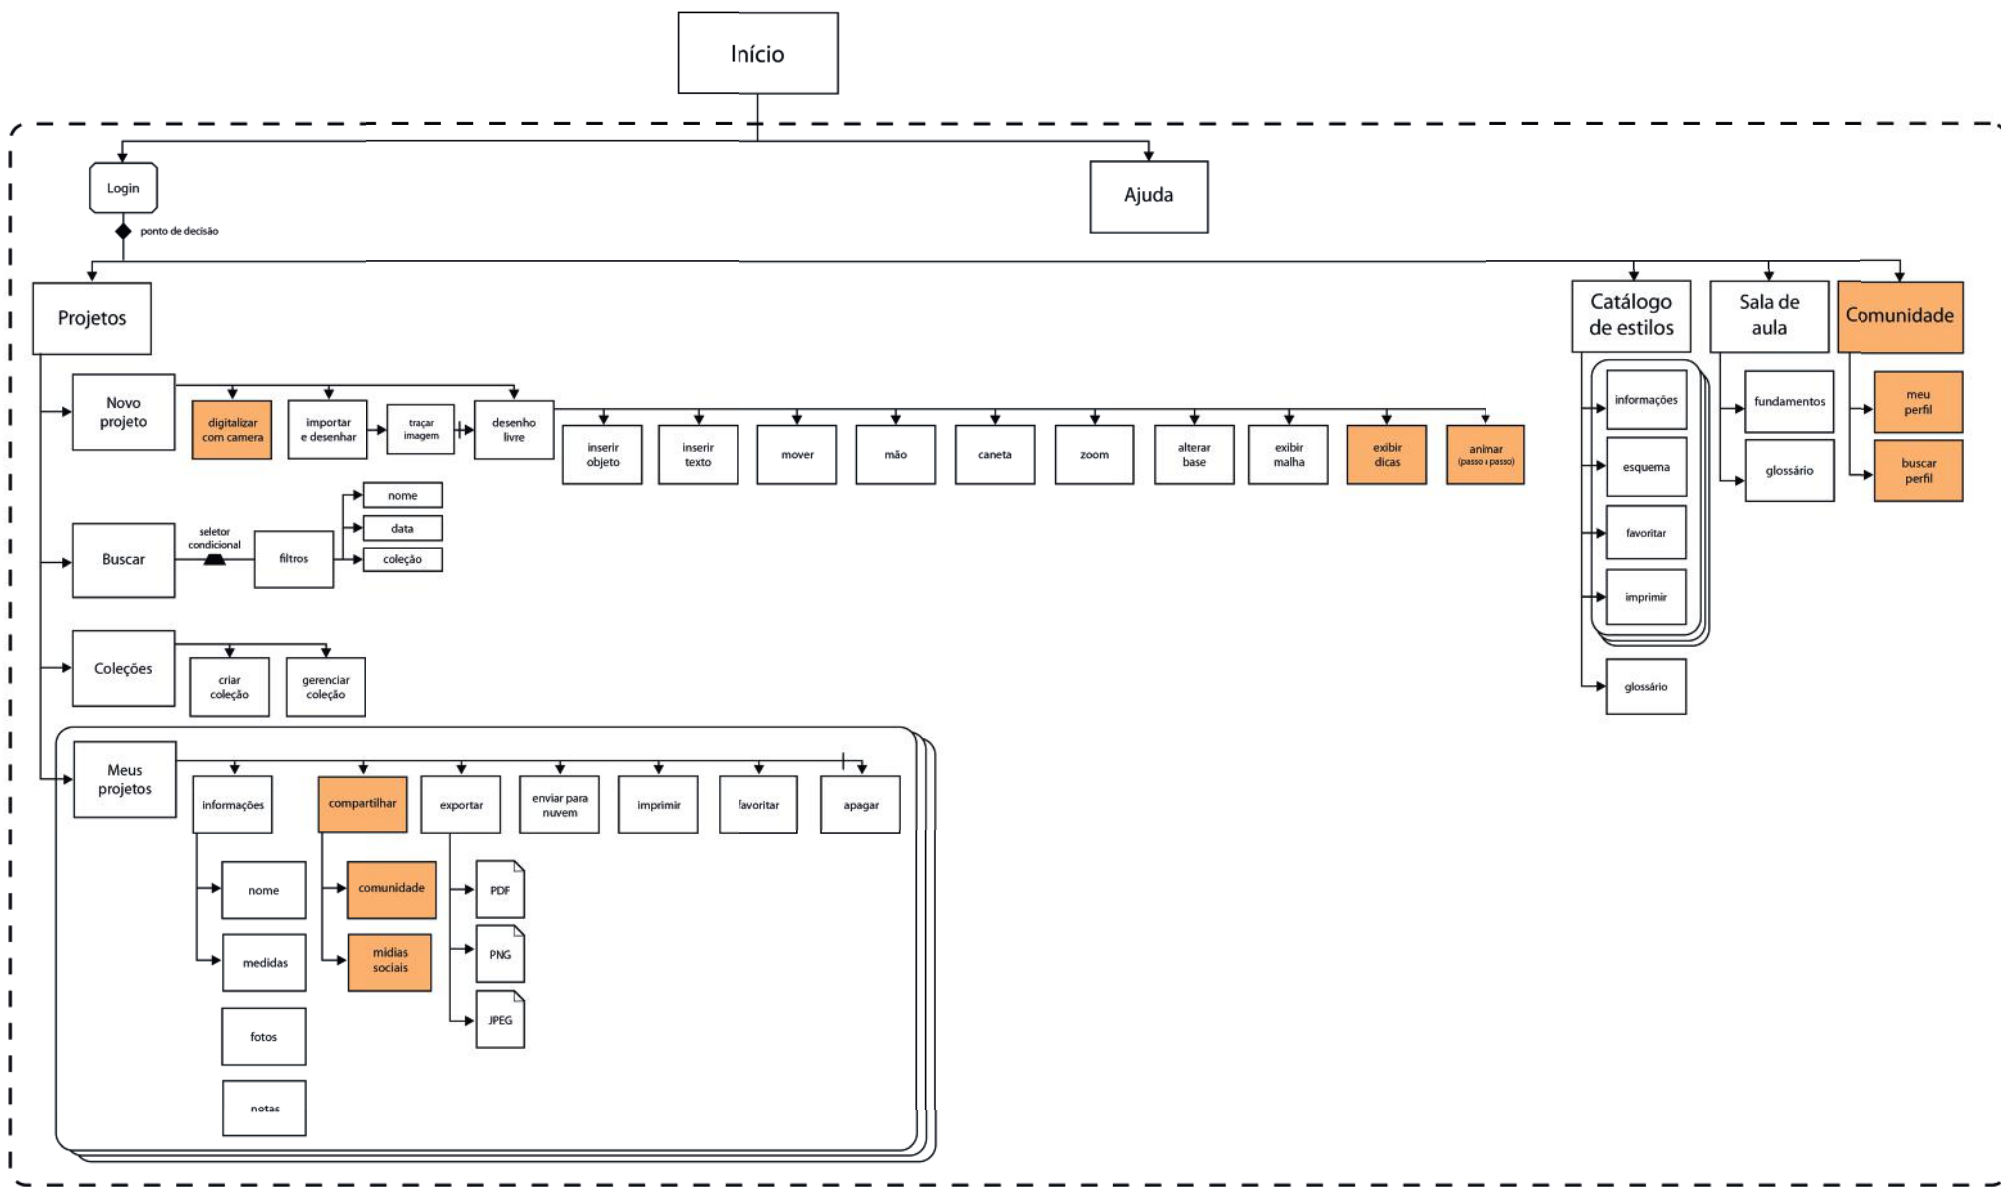 Início
Login
Ajuda
ponto de decisão
Projetos
Catálogo
de estilos
Sala de
aula
Comunidade
Novo
projeto
digitalizar
com camera
importar
e desenhar
traçar
imagem
desenho
livre
inserir
objeto
inserir
texto
mover
mão
caneta
zoom
alterar
base
exibir
malha
exibir
dicas
animar
(passo a passo)
informações
esquema
favoritar
imprimir
glossário
fundamentos
glossário
meu
perfil
buscar
perfil
Buscar
seletor
condicional
filtros
nome
data
coleção
Coleções
criar
coleção
gerenciar
coleção
Meus
projetos
informações
compartilhar
exportar
enviar para
nuvem
imprimir
favoritar
apagar
nome
medidas
fotos
notas
comunidade
midias
sociais
PDF
PNG
JPEG